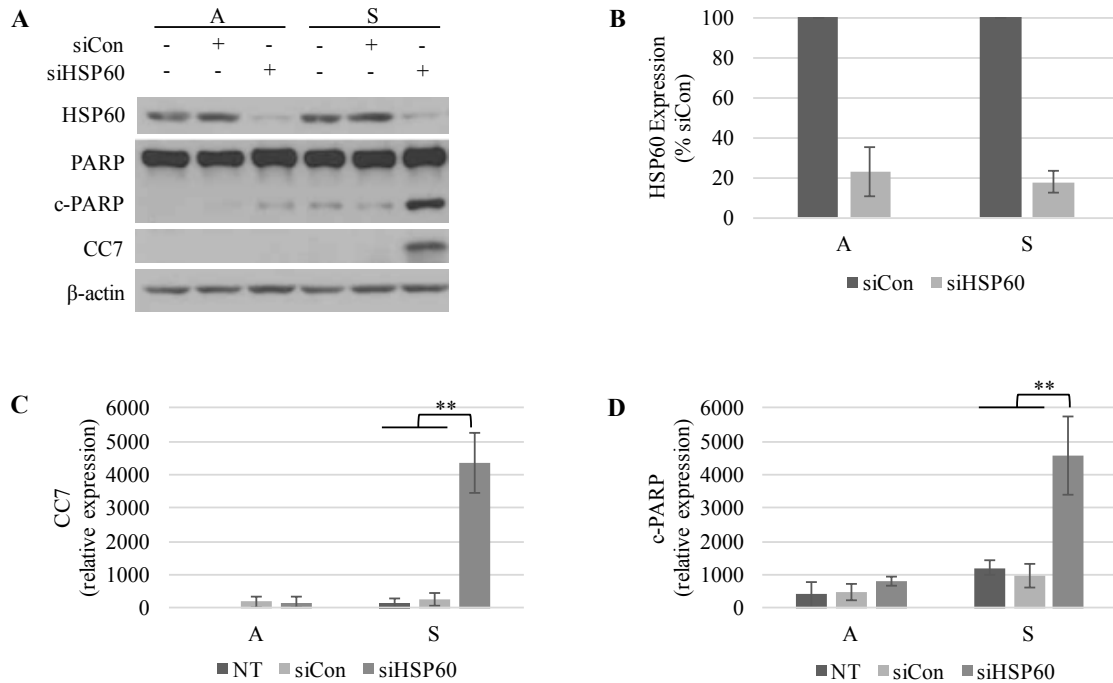 A
A S
siCon - + - - + -
siHSP60 - - + - - +
HSP60
PARP
c-PARP
CC7
β-actin
B
HSP60 Expression
(% siCon)
100
80
60
40
20
0
A S
siCon siHSP60
C
CC7
(relative expression)
6000
5000
4000
3000
2000
1000
0
**
A S
NT siCon siHSP60
D
c-PARP
(relative expression)
6000
5000
4000
3000
2000
1000
0
**
A S
NT siCon siHSP60